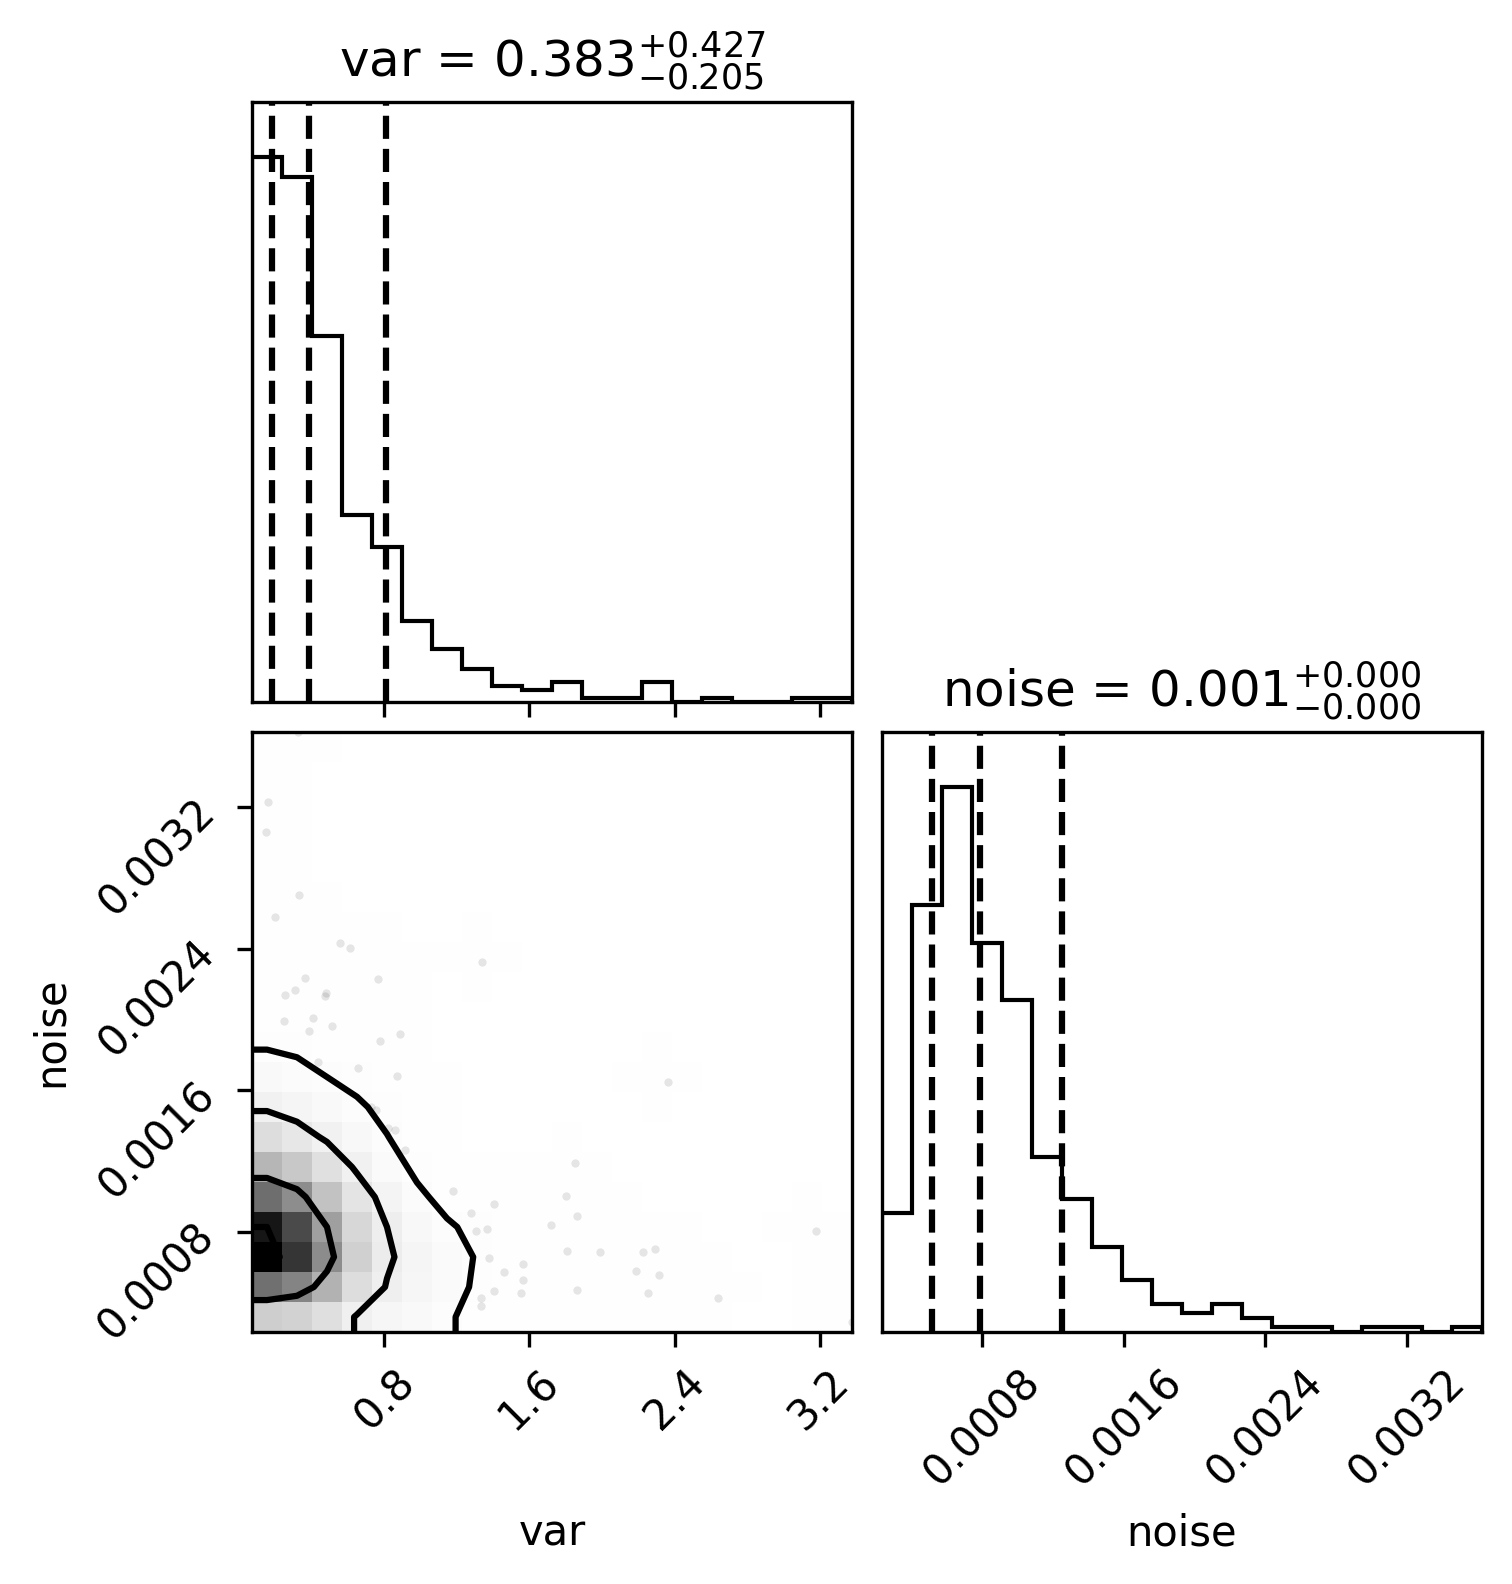 var = 0.383+0.427 −0.205
noise = 0.001+0.000 −0.000
0.0032
0.0024
0.0016
0.0008
noise
0.8 1.6 2.4 3.2
var
0.0008 0.0016 0.0024 0.0032
noise